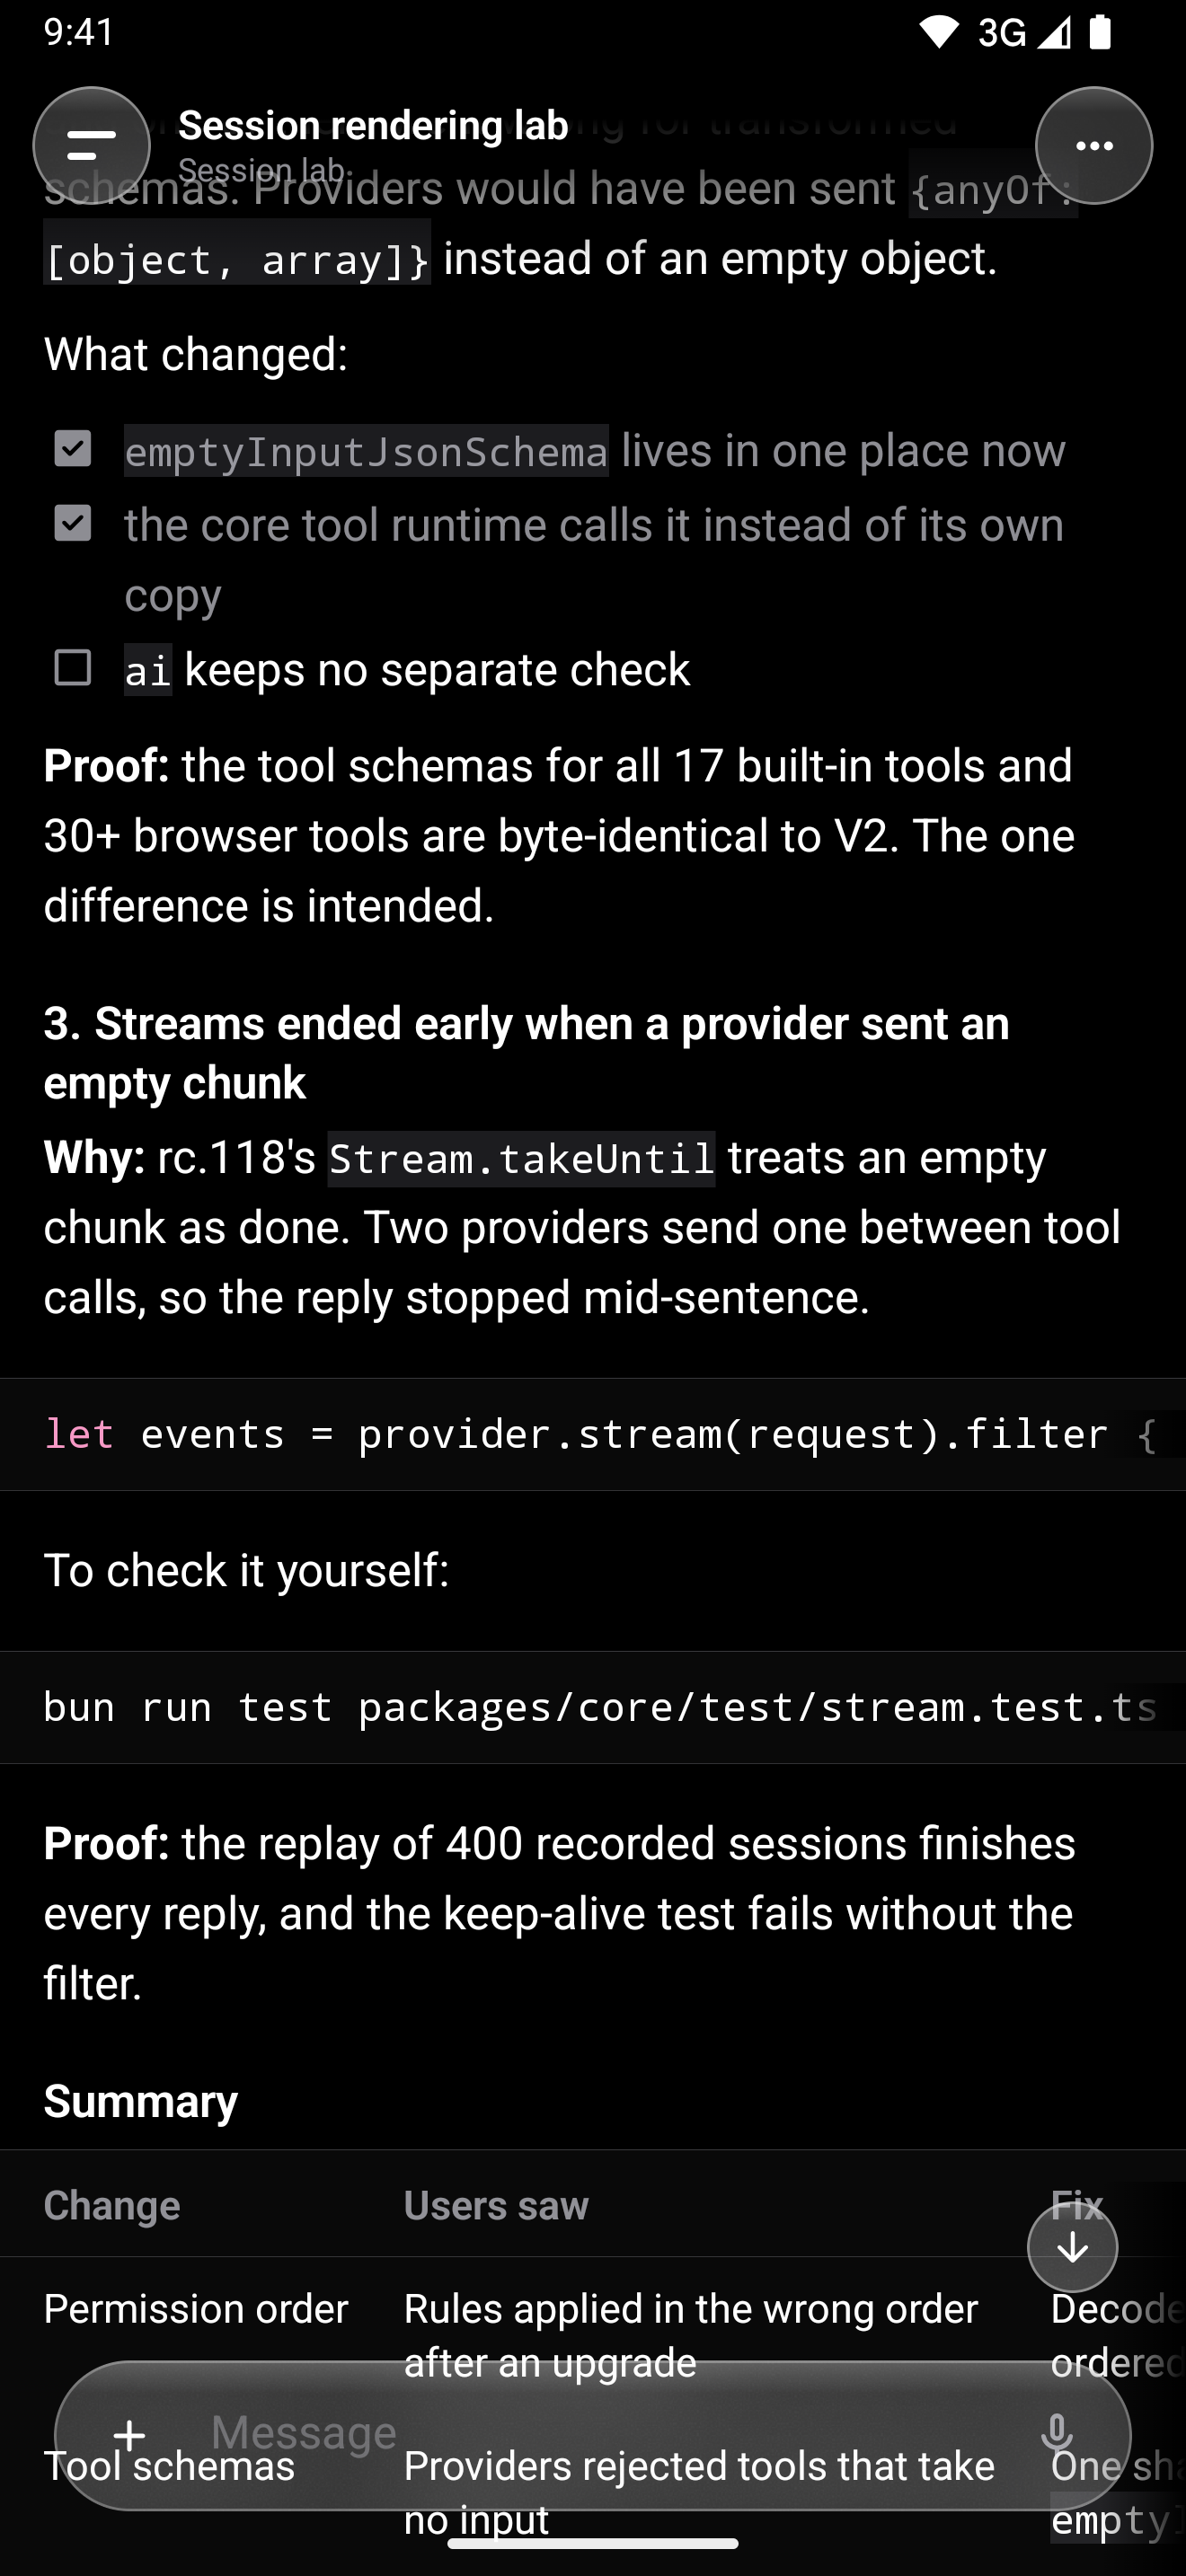 9:41
3G
Session rendering lab
Session lab
for transformed
schemas. Providers would have been sent {anyOf:
[object, array]} instead of an empty object.
What changed:
emptyInputJsonSchema lives in one place now
the core tool runtime calls it instead of its own
copy
ai keeps no separate check
Proof: the tool schemas for all 17 built-in tools and
30+ browser tools are byte-identical to V2. The one
difference is intended.
3. Streams ended early when a provider sent an
empty chunk
Why: rc.118's Stream.takeUntil treats an empty
chunk as done. Two providers send one between tool
calls, so the reply stopped mid-sentence.
let events = provider.stream(request).filter {
To check it yourself:
bun run test packages/core/test/stream.test.ts
Proof: the replay of 400 recorded sessions finishes
every reply, and the keep-alive test fails without the
filter.
Summary
Change Users saw Fix
Permission order Rules applied in the wrong order Decode
after an upgrade ordered
Message
Tool schemas Providers rejected tools that take One sha
no input empty